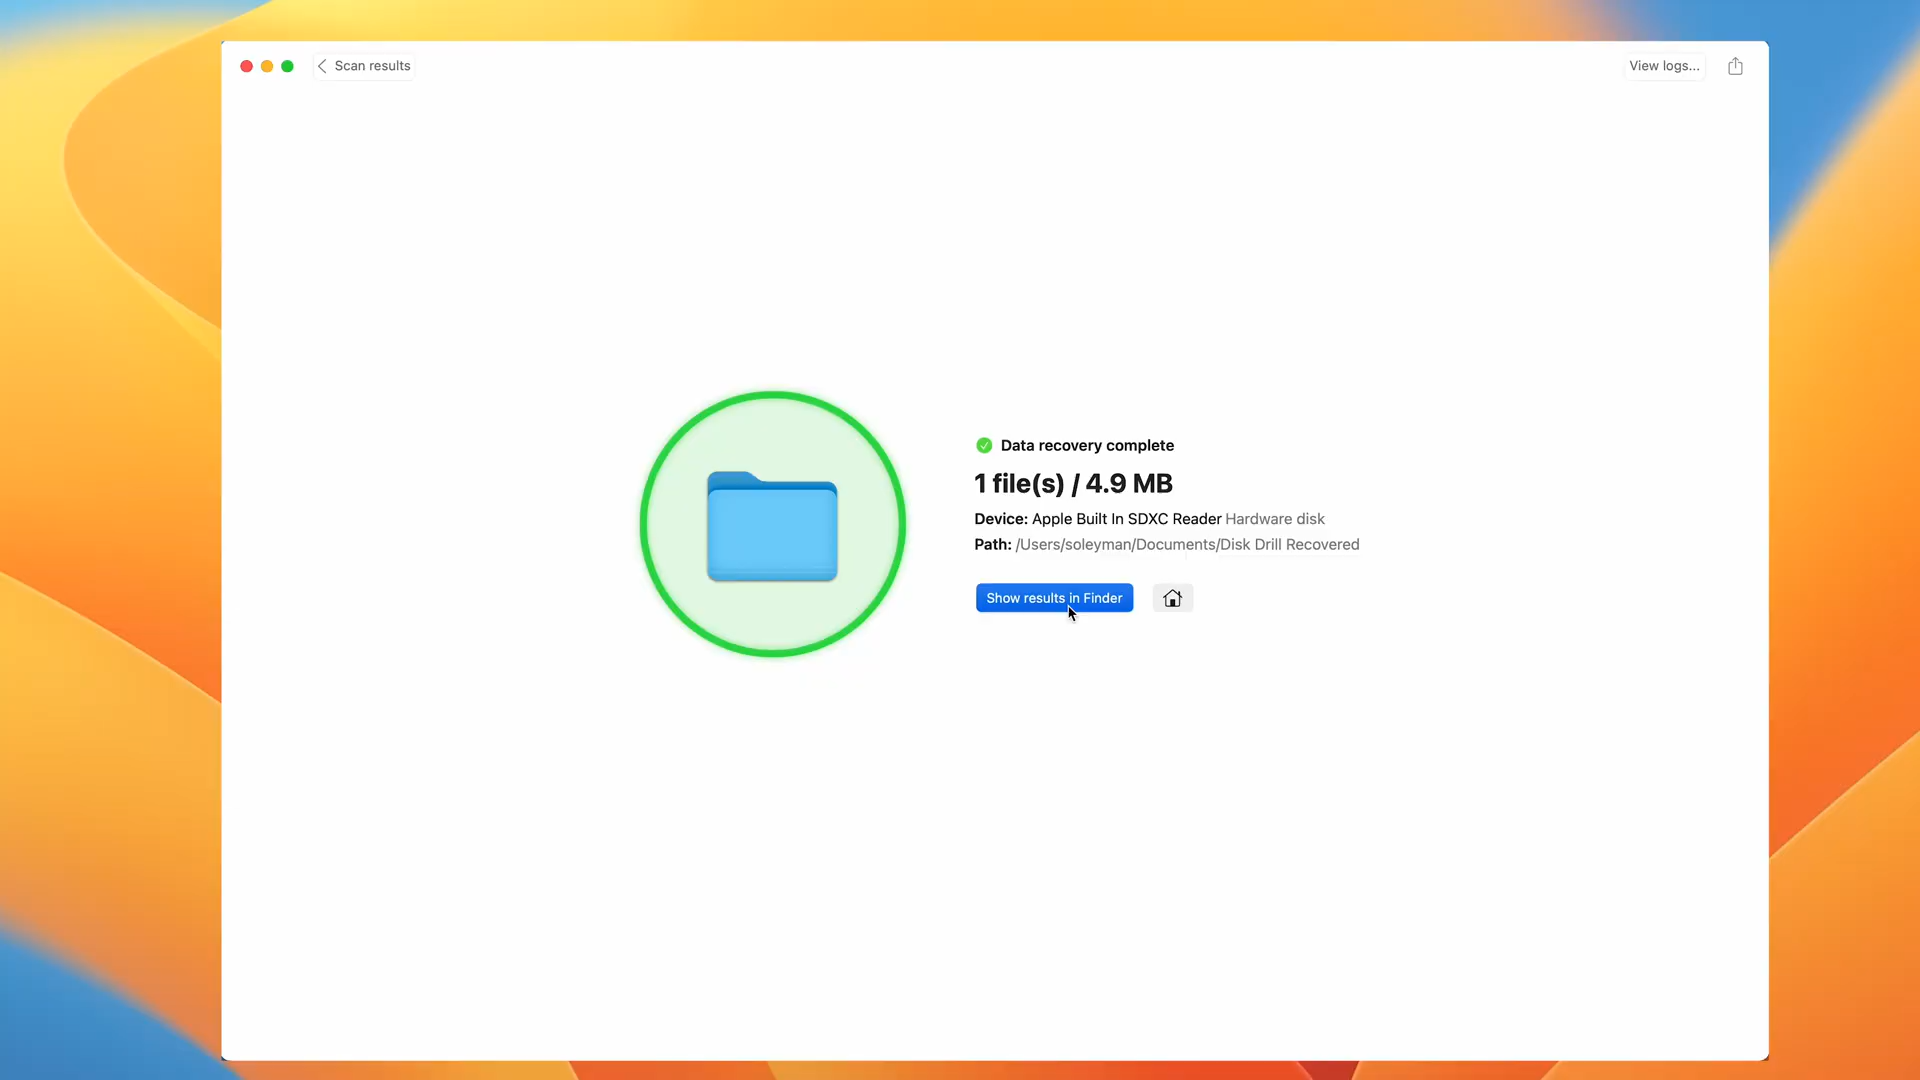 Scan results
View logs...
Data recovery complete
1 file(s) / 4.9 MB
Device: Apple Built In SDXC Reader Hardware disk
Path: /Users/soleyman/Documents/Disk Drill Recovered
Show results in Finder